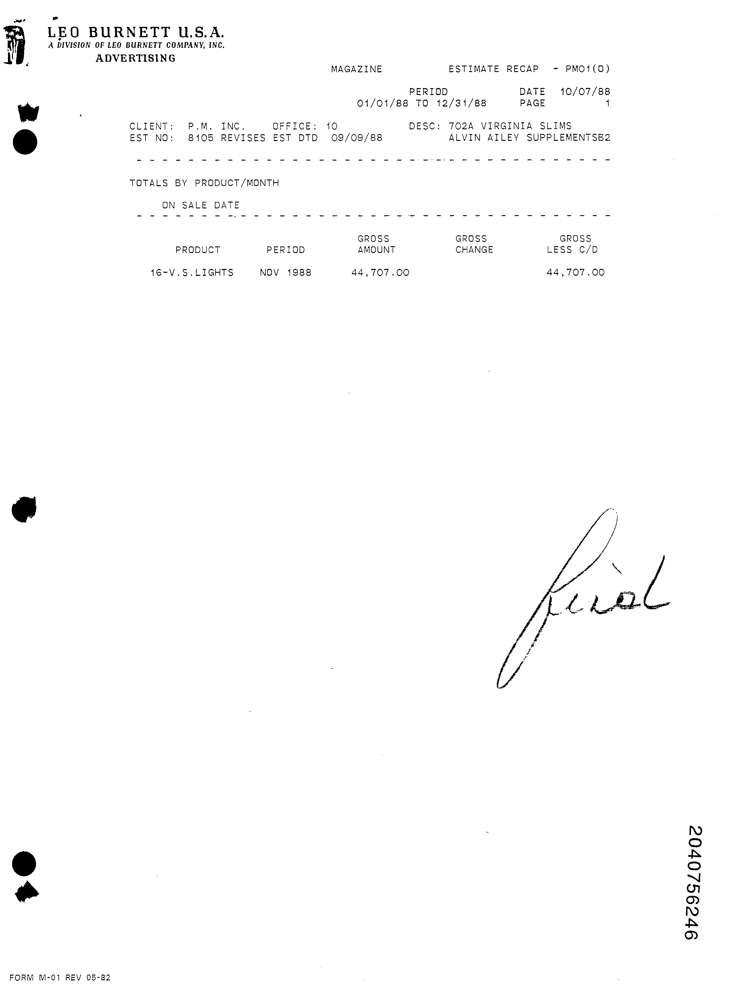 LEO BURNETT U.S.A.
A DIVISION OF LEO BURNETT COMPANY, INC.
ADVERTISING
MAGAZINE ESTIMATE RECAP - PM01(0)
PERIOD DATE 10/07/88
01/01/88 TO 12/31/88 PAGE 1
CLIENT: P.M. INC. OFFICE: 10 DESC: 702A VIRGINIA SLIMS
EST NO: 8105 REVISES EST DTD 09/09/88 ALVIN AILEY SUPPLEMENTSB2
TOTALS BY PRODUCT/MONTH
ON SALE DATE
GROSS GROSS GROSS
PRODUCT PERIOD AMOUNT CHANGE LESS C/D
16-V.S.LIGHTS NOV 1988 44,707.00 44,707.00
2040756246
FORM M-01 REV 05-82